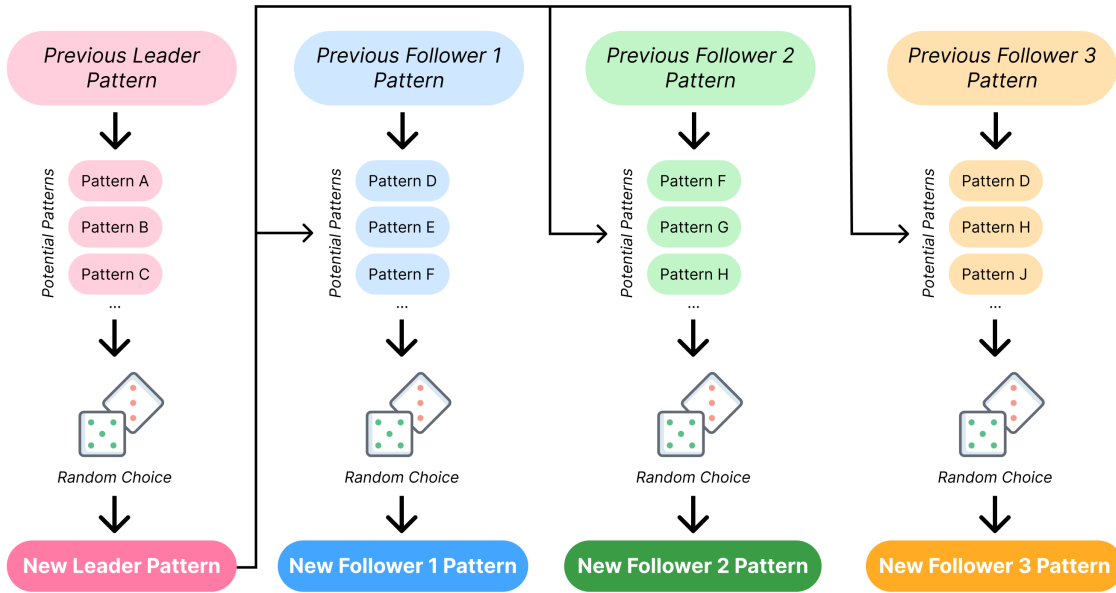 Previous Leader
Pattern
Potential Patterns
Pattern A
Pattern B
Pattern C
...
Random Choice
New Leader Pattern
Previous Follower 1
Pattern
Potential Patterns
Pattern D
Pattern E
Pattern F
...
Random Choice
New Follower 1 Pattern
Previous Follower 2
Pattern
Potential Patterns
Pattern F
Pattern G
Pattern H
...
Random Choice
New Follower 2 Pattern
Previous Follower 3
Pattern
Potential Patterns
Pattern D
Pattern H
Pattern J
...
Random Choice
New Follower 3 Pattern